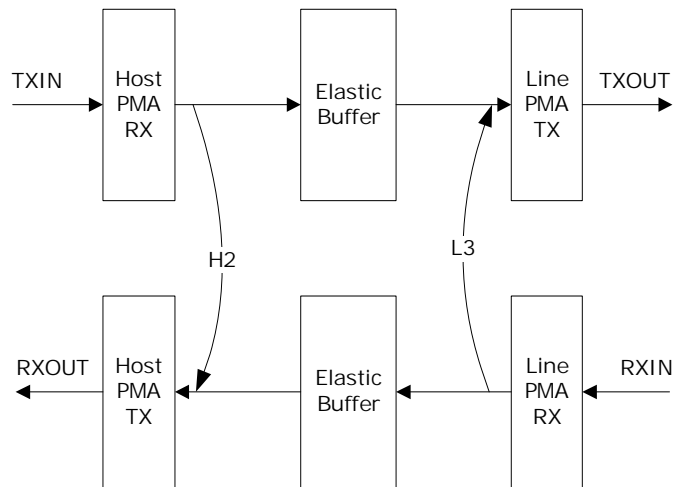 TXIN
Host
PMA
RX
Elastic
Buffer
Line
PMA
TX
TXOUT
H2
L3
RXOUT
Host
PMA
TX
Elastic
Buffer
Line
PMA
RX
RXIN